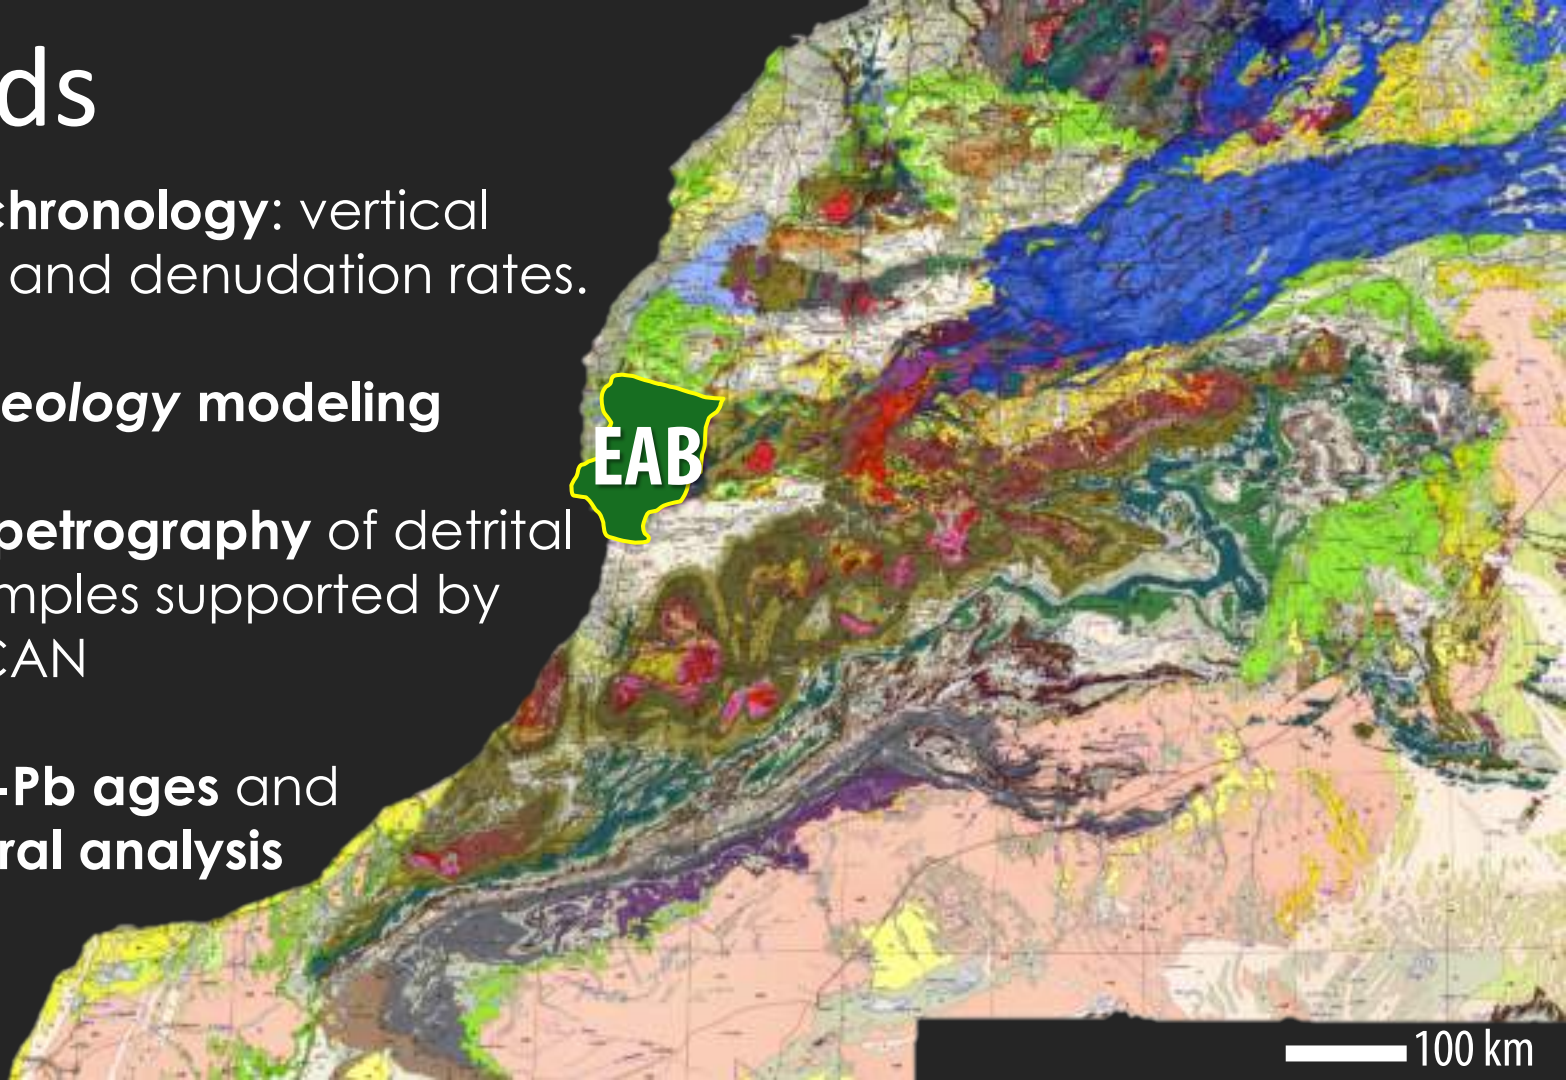 ds
chronology: vertical
and denudation rates.
eology modeling
petrography of detrital
mples supported by
CAN
-Pb ages and
ral analysis
EAB
100 km